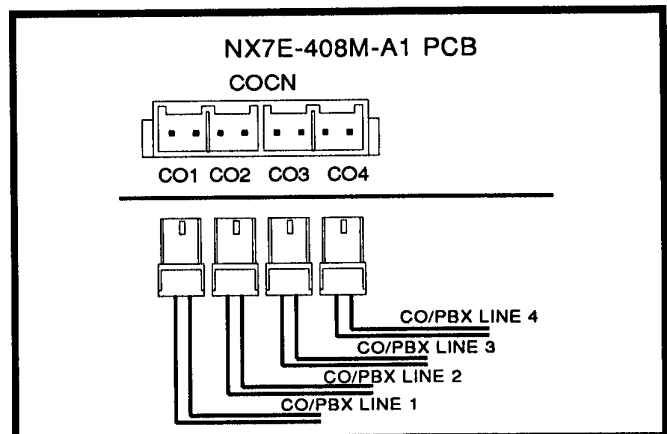 NX7E-408M-A1 PCB
COCN
CO1 CO2 CO3 CO4
CO/PBX LINE 4
CO/PBX LINE 3
CO/PBX LINE 2
CO/PBX LINE 1